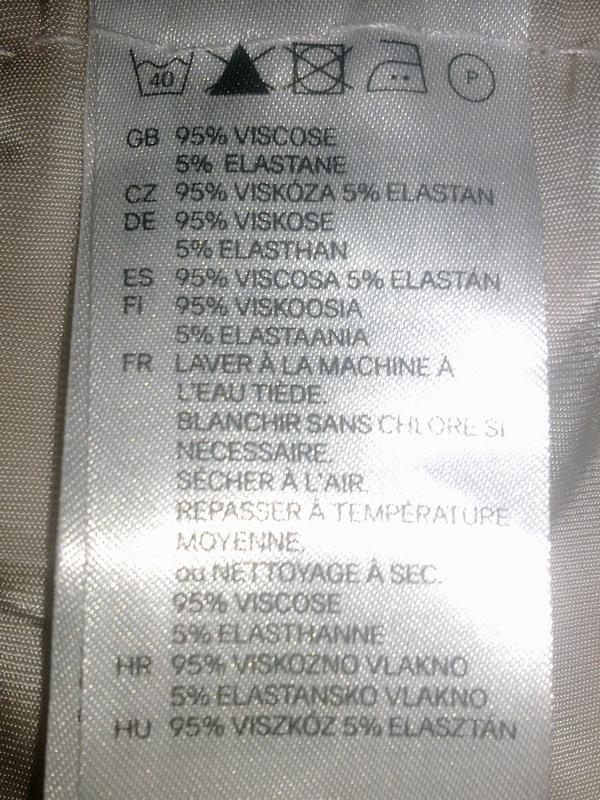 40 P
GB 95% VISCOSE
5% ELASTANE
CZ 95% VISKÓZA 5% ELASTAN
DE 95% VISKOSE
5% ELASTHAN
ES 95% VISCOSA 5% ELASTÁN
FI 95% VISKOOSIA
5% ELASTAANIA
FR LAVER À LA MACHINE À
L'EAU TIÈDE.
BLANCHIR SANS CHLORE SI
NÉCESSAIRE.
SÉCHER À L'AIR.
REPASSER À TEMPÉRATURE
MOYENNE.
ou NETTOYAGE À SEC.
95% VISCOSE
5% ELASTHANNE
HR 95% VISKOZNO VLAKNO
5% ELASTANSKO VLAKNO
HU 95% VISZKÓZ 5% ELASZTÁN